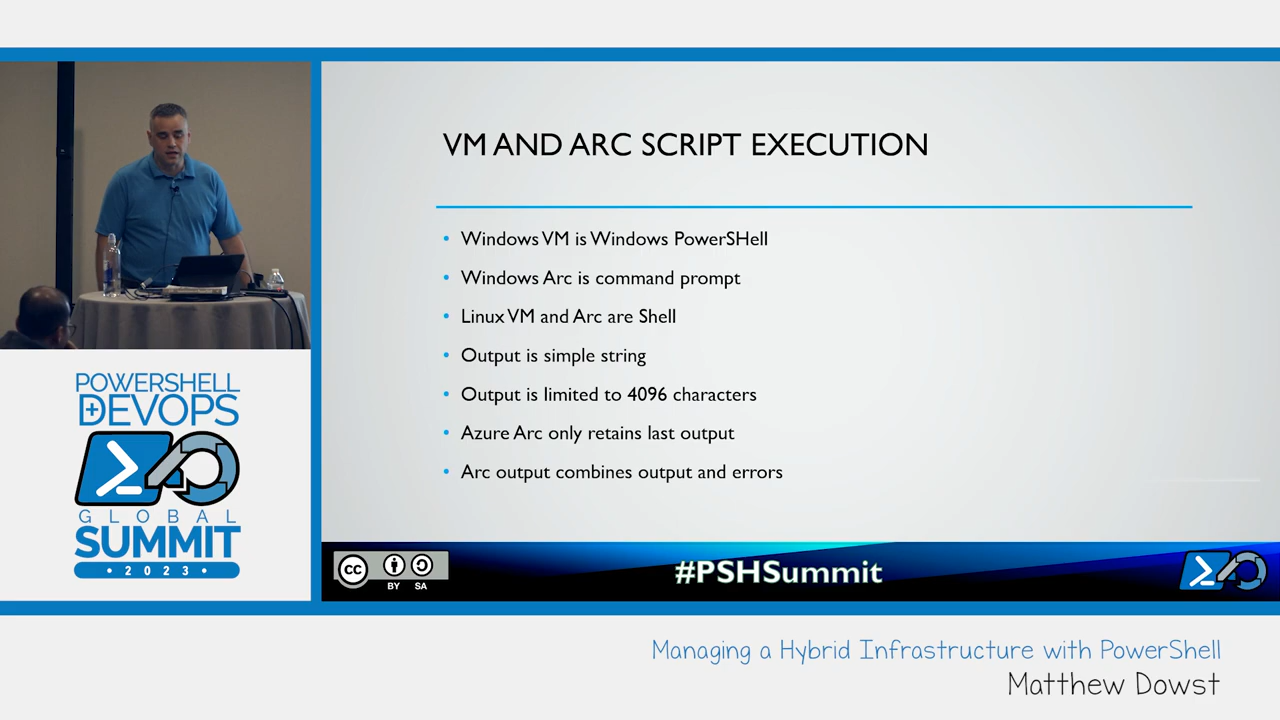 VM AND ARC SCRIPT EXECUTION
• Windows VM is Windows PowerSHell
• Windows Arc is command prompt
• Linux VM and Arc are Shell
• Output is simple string
• Output is limited to 4096 characters
• Azure Arc only retains last output
• Arc output combines output and errors
POWERSHELL
+DEVOPS
GLOBAL
SUMMIT
• 2023 •
cc
BY SA
#PSHSummit
Managing a Hybrid Infrastructure with PowerShell
Matthew Dowst